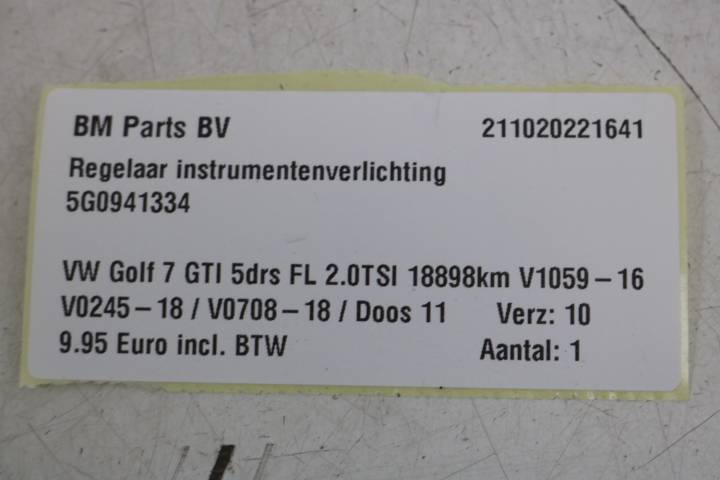 BM Parts BV 211020221641
Regelaar instrumentenverlichting
5G0941334
VW Golf 7 GTI 5drs FL 2.0TSI 18898km V1059-16
V0245-18 / V0708-18 / Doos 11 Verz: 10
9.95 Euro incl. BTW Aantal: 1